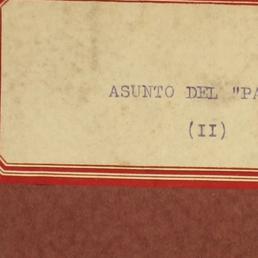 ASUNTO DEL "PA
(II)